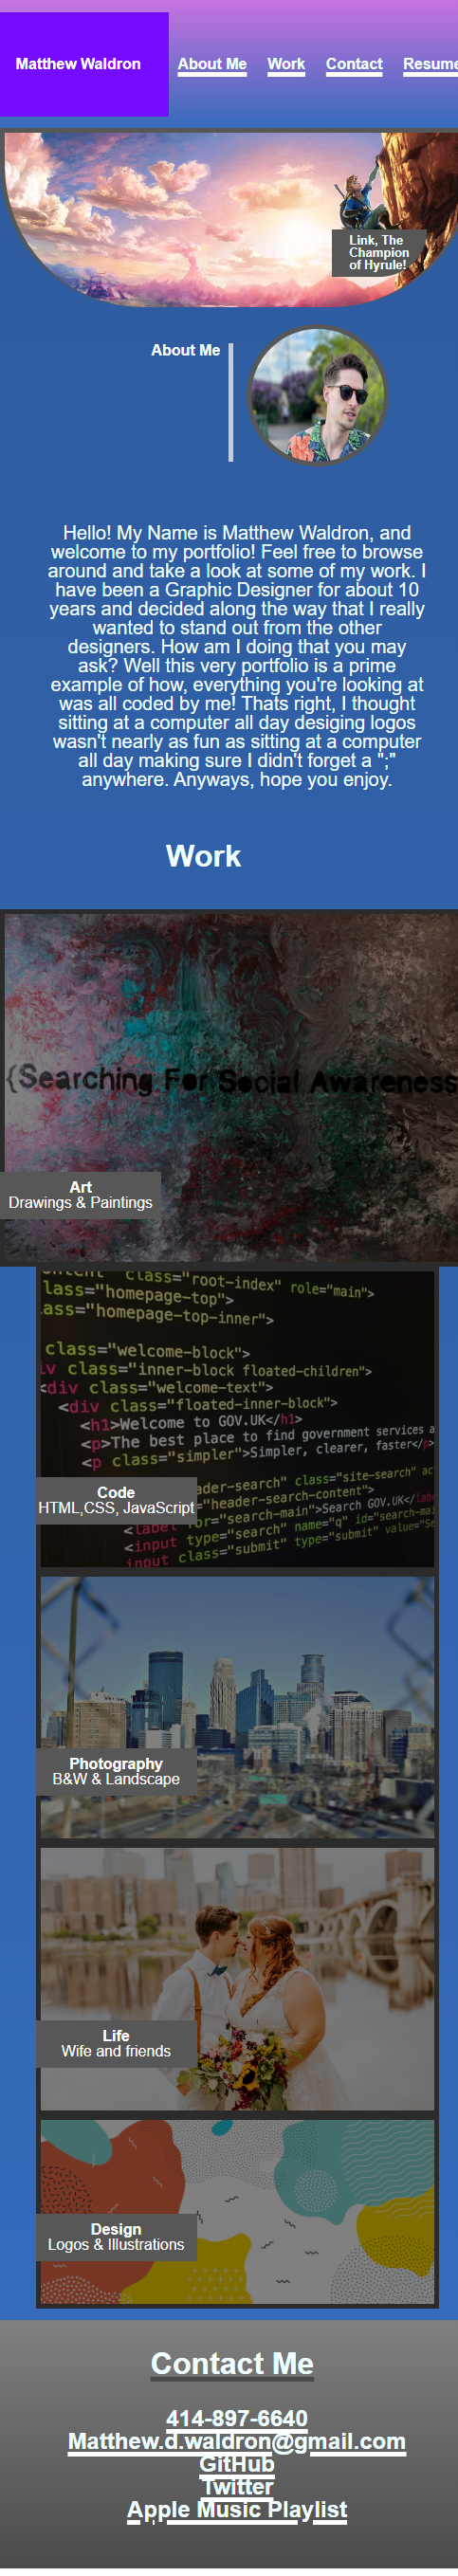 Matthew Waldron
About Me
Work
Contact
Resume
Link, The
Champion
of Hyrule!
About Me
Hello! My Name is Matthew Waldron, and
welcome to my portfolio! Feel free to browse
around and take a look at some of my work. I
have been a Graphic Designer for about 10
years and decided along the way that I really
wanted to stand out from the other
designers. How am I doing that you may
ask? Well this very portfolio is a prime
example of how, everything you're looking at
was all coded by me! Thats right, I thought
sitting at a computer all day desiging logos
wasn't nearly as fun as sitting at a computer
all day making sure I didn't forget a ";"
anywhere. Anyways, hope you enjoy.
Work
{Searching For Social Awareness
Art
Drawings & Paintings
class="root-index" role="main">
class="homepage-top">
class="homepage-top-inner">
class="welcome-block">
class="inner-block floated-children">
<div class="welcome-text">
<div class="floated-inner-block">
<h1>Welcome to GOV.UK</h1>
<p>The best place to find government services a
<p class="simpler">Simpler, clearer, faster</p>
class="site-search"
Code
HTML,CSS, JavaScript
class="search-header-content">
<label for="search-main">Search GOV.UK</label>
<input type="search" name="q" id="search-mai
<input class="submit" type="submit" value="Se
Photography
B&W & Landscape
Life
Wife and friends
Design
Logos & Illustrations
Contact Me
414-897-6640
Matthew.d.waldron@gmail.com
GitHub
Twitter
Apple Music Playlist